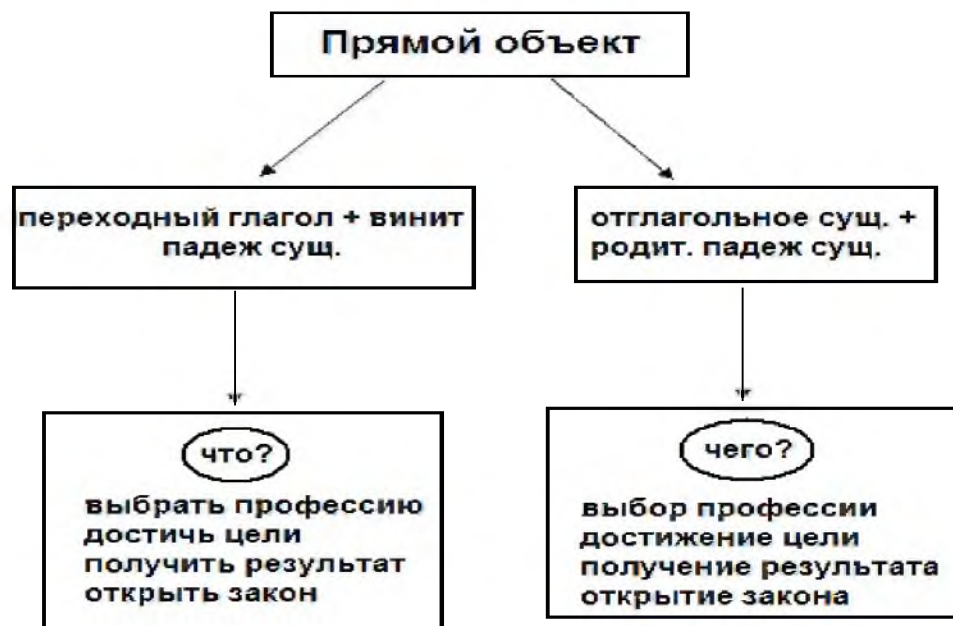 Прямой объект
переходный глагол + винит
падеж сущ.
отглагольное сущ. +
родит. падеж сущ.
что?
выбрать профессию
достичь цели
получить результат
открыть закон
чего?
выбор профессии
достижение цели
получение результата
открытие закона